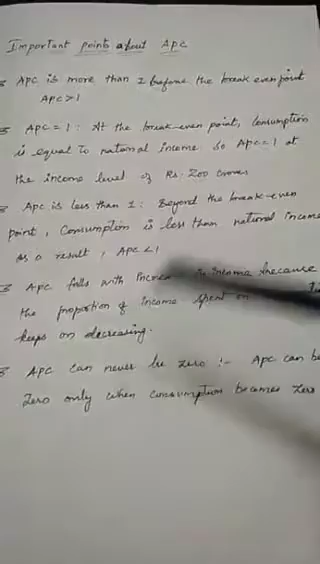 Important points about APC
APC is more than 1 before the break even point
APC>1
APC=1: At the break-even point, Consumption
is equal to national income. so APC=1 at
the income level of Rs. 200 crores
APC is less than 1: Beyond the break-even
point, Consumption is less than national income
As a result, APC<1
APC falls with in income because
the proportion of income spent on
keeps on decreasing.
APC can never be zero :- APC can be
Zero only when consumption becomes zero